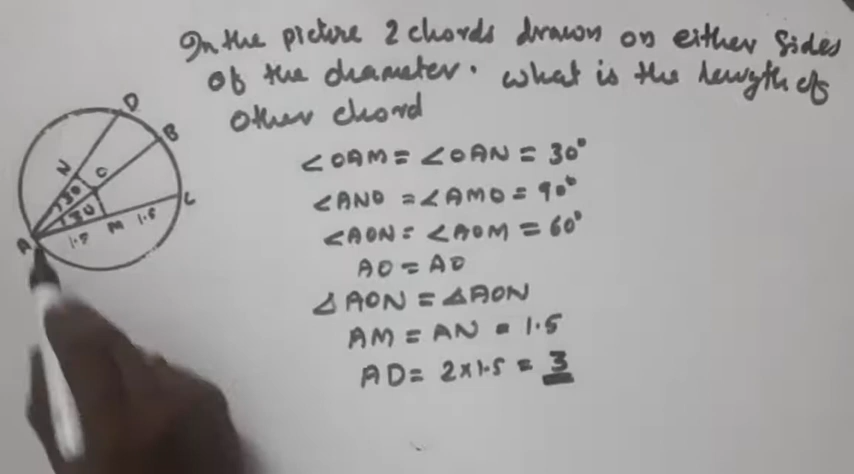 In the picture 2 chords drawn on either sides
of the diameter. what is the length of
other chord
∠OAM = ∠OAN = 30°
∠ANO = ∠AMO = 90°
∠AON = ∠AOM = 60°
AO = AO
△AON = △AON
AM = AN = 1.5
AD = 2×1.5 = 3
D
B
N
O
C
30
30
A
1.5
M
1.5